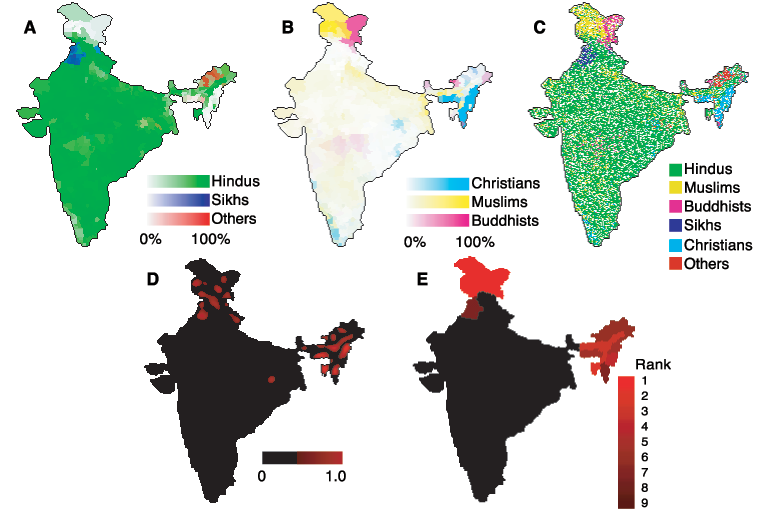 A
B
C
Hindus
Sikhs
Others
0% 100%
Christians
Muslims
Buddhists
0% 100%
Hindus
Muslims
Buddhists
Sikhs
Christians
Others
D
E
0 1.0
Rank
1
2
3
4
5
6
7
8
9